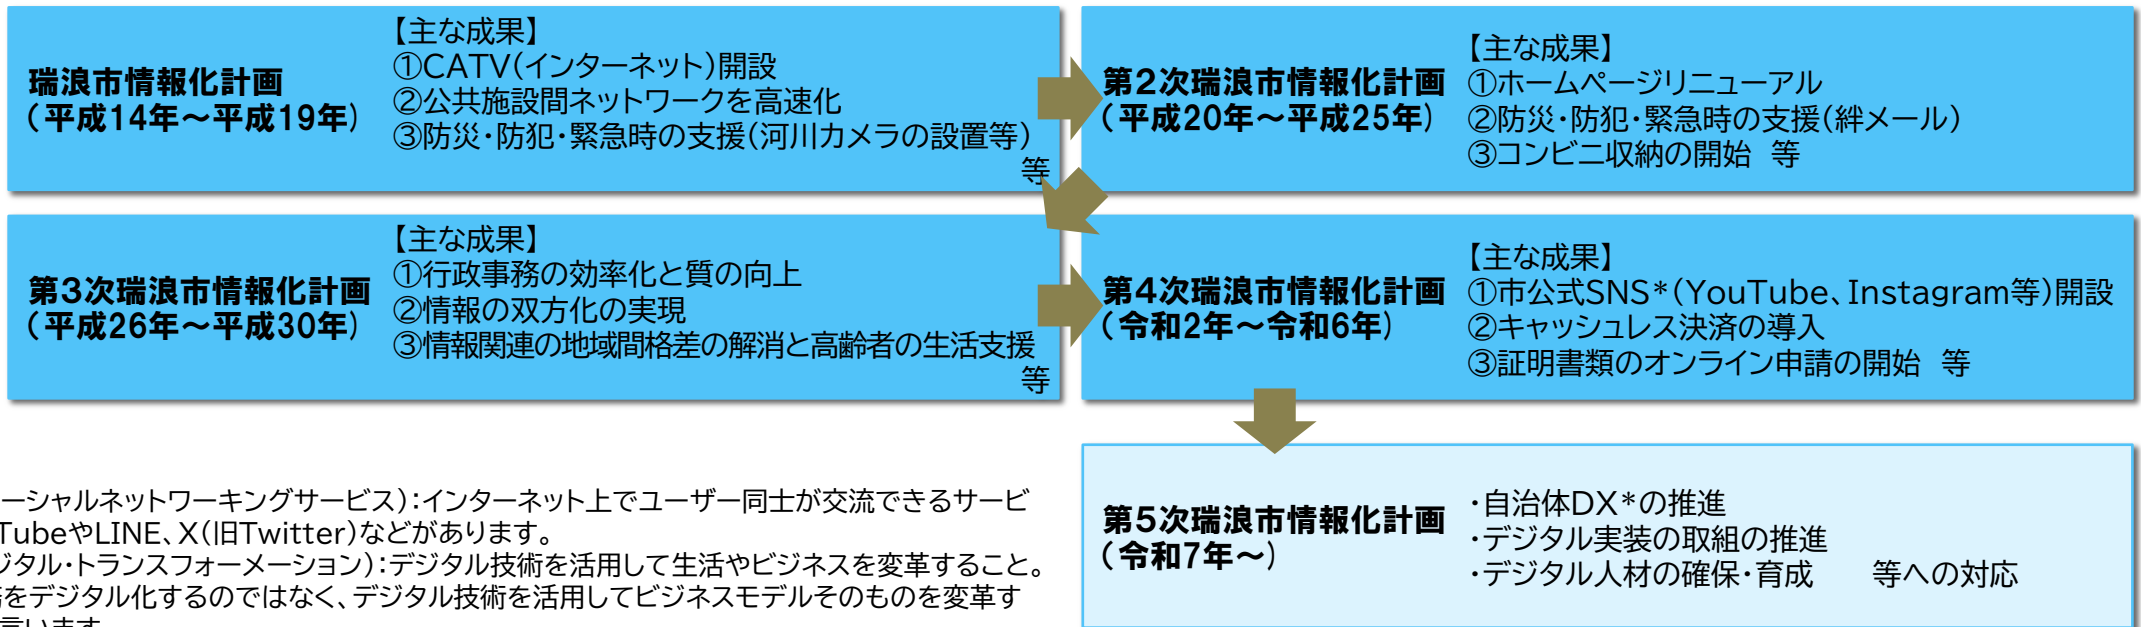 瑞浪市情報化計画
(平成14年～平成19年)
【主な成果】
①CATV(インターネット)開設
②公共施設間ネットワークを高速化
③防災・防犯・緊急時の支援(河川カメラの設置等)
等
第2次瑞浪市情報化計画
(平成20年～平成25年)
【主な成果】
①ホームページリニューアル
②防災・防犯・緊急時の支援(絆メール)
③コンビニ収納の開始　等
第3次瑞浪市情報化計画
(平成26年～平成30年)
【主な成果】
①行政事務の効率化と質の向上
②情報の双方化の実現
③情報関連の地域間格差の解消と高齢者の生活支援
等
第4次瑞浪市情報化計画
(令和2年～令和6年)
【主な成果】
①市公式SNS*(YouTube、Instagram等)開設
②キャッシュレス決済の導入
③証明書類のオンライン申請の開始　等
第5次瑞浪市情報化計画
(令和7年～)
・自治体DX*の推進
・デジタル実装の取組の推進
・デジタル人材の確保・育成　　等への対応
ーシャルネットワーキングサービス):インターネット上でユーザー同士が交流できるサービ
TubeやLINE、X(旧Twitter)などがあります。
ジタル・トランスフォーメーション):デジタル技術を活用して生活やビジネスを変革すること。
をデジタル化するのではなく、デジタル技術を活用してビジネスモデルそのものを変革す